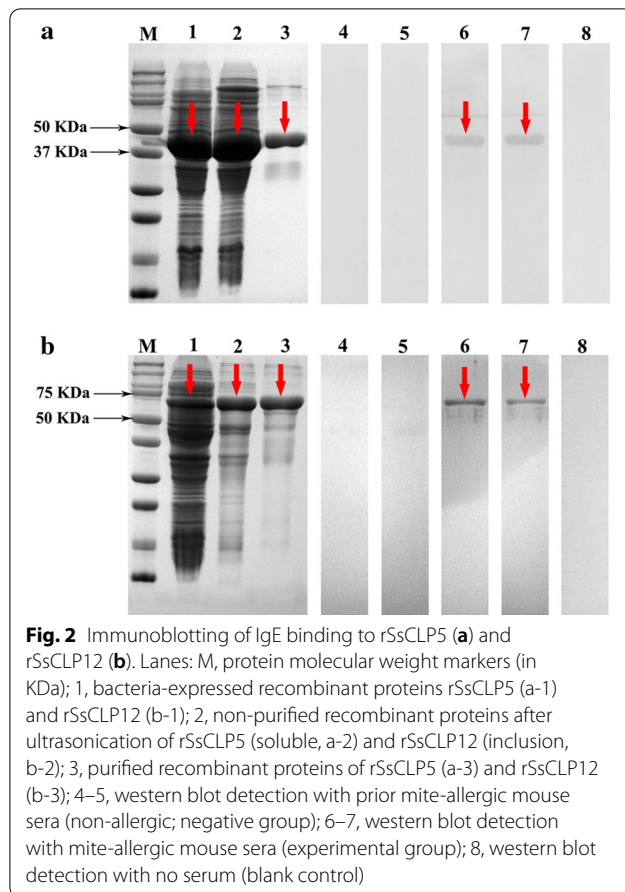 a
M 1 2 3 4 5 6 7 8
50 KDa
37 KDa
b
M 1 2 3 4 5 6 7 8
75 KDa
50 KDa
Fig. 2 Immunoblotting of IgE binding to rSsCLP5 (a) and
rSsCLP12 (b). Lanes: M, protein molecular weight markers (in
KDa); 1, bacteria-expressed recombinant proteins rSsCLP5 (a-1)
and rSsCLP12 (b-1); 2, non-purified recombinant proteins after
ultrasonication of rSsCLP5 (soluble, a-2) and rSsCLP12 (inclusion,
b-2); 3, purified recombinant proteins of rSsCLP5 (a-3) and rSsCLP12
(b-3); 4–5, western blot detection with prior mite-allergic mouse
sera (non-allergic; negative group); 6–7, western blot detection
with mite-allergic mouse sera (experimental group); 8, western blot
detection with no serum (blank control)